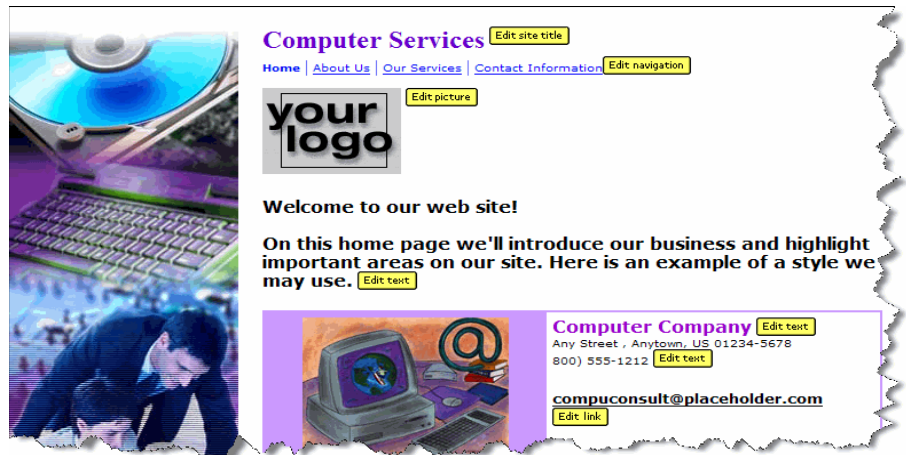 Computer Services Edit site title
Home | About Us | Our Services | Contact Information Edit navigation
Edit picture
your
logo
Welcome to our web site!
On this home page we'll introduce our business and highlight
important areas on our site. Here is an example of a style we
may use. Edit text
Computer Company Edit text
Any Street , Anytown, US 01234-5678
800) 555-1212 Edit text
@
compuconsult@placeholder.com
Edit link